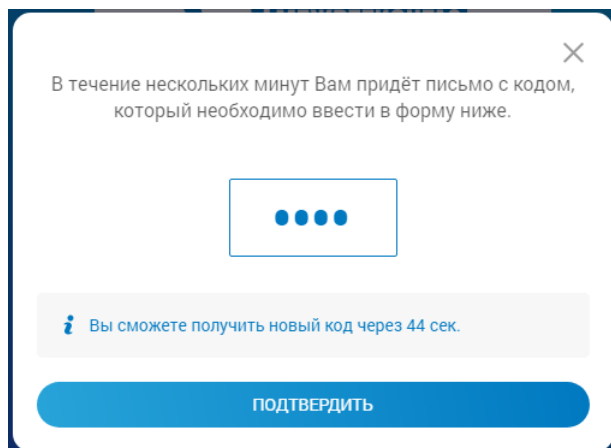 В течение нескольких минут Вам придёт письмо с кодом,
который необходимо ввести в форму ниже.
Вы сможете получить новый код через 44 сек.
ПОДТВЕРДИТЬ